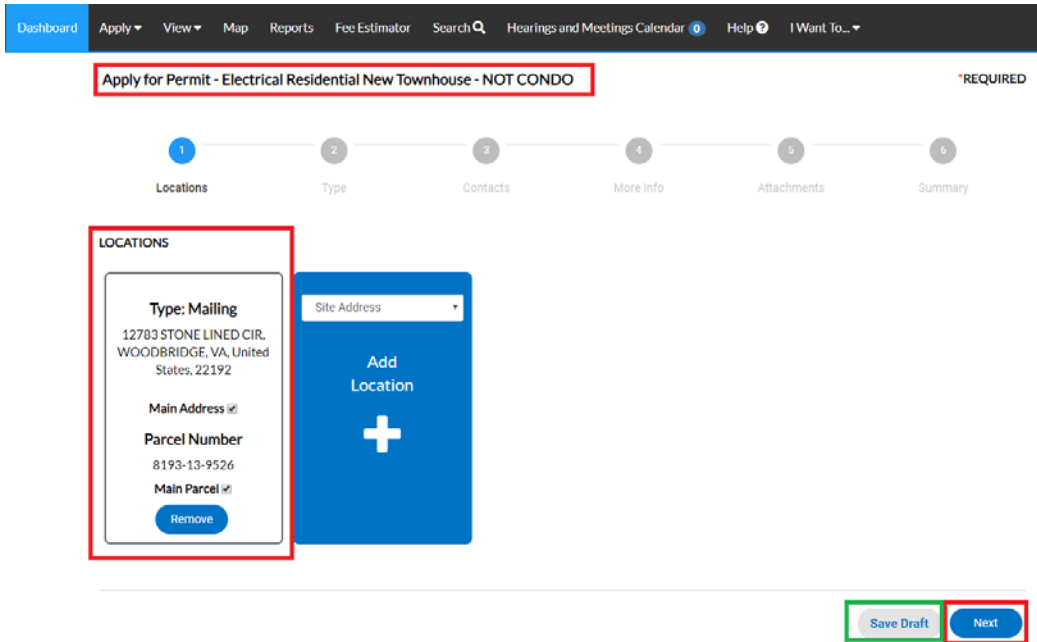 Dashboard Apply View Map Reports Fee Estimator Search Hearings and Meetings Calendar 0 Help ? I Want To...
Apply for Permit - Electrical Residential New Townhouse - NOT CONDO
*REQUIRED
1 2 3 4 5 6
Locations Type Contacts More Info Attachments Summary
LOCATIONS
Type: Mailing
12783 STONE LINED CIR,
WOODBRIDGE, VA, United
States, 22192
Main Address
Parcel Number
8193-13-9526
Main Parcel
Remove
Site Address
Add
Location
Save Draft Next